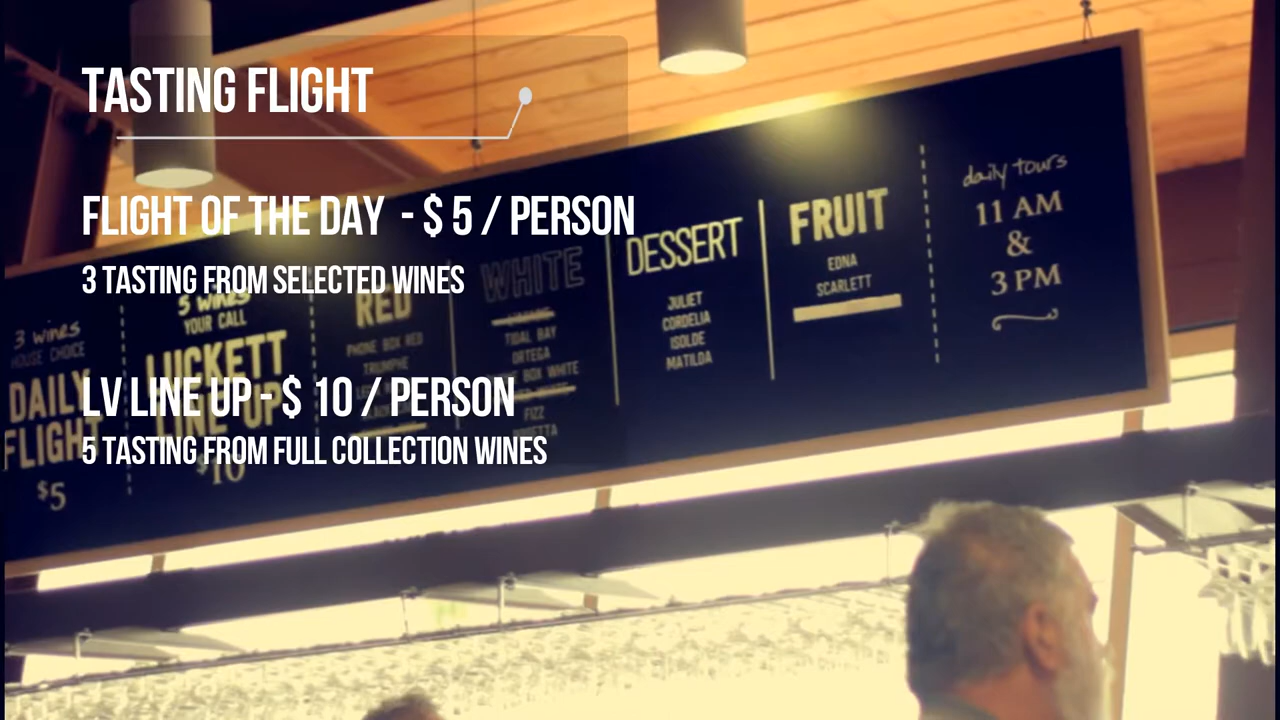 TASTING FLIGHT
FLIGHT OF THE DAY - $ 5 / PERSON
3 TASTING FROM SELECTED WINES
LV LINE UP - $ 10 / PERSON
5 TASTING FROM FULL COLLECTION WINES
3 wines
HOUSE CHOICE
DAILY
FLIGHT
$5
5 wines
YOUR CALL
LUCKETT
LINE UP
$10
RED
PHONE BOX RED
TRIUMPHE
WHITE
TIDAL BAY
ORTEGA
BOX WHITE
FIZZ
DESSERT
JULIET
CORDELIA
ISOLDE
MATILDA
FRUIT
EDNA
SCARLETT
daily tours
11 AM
&
3 PM